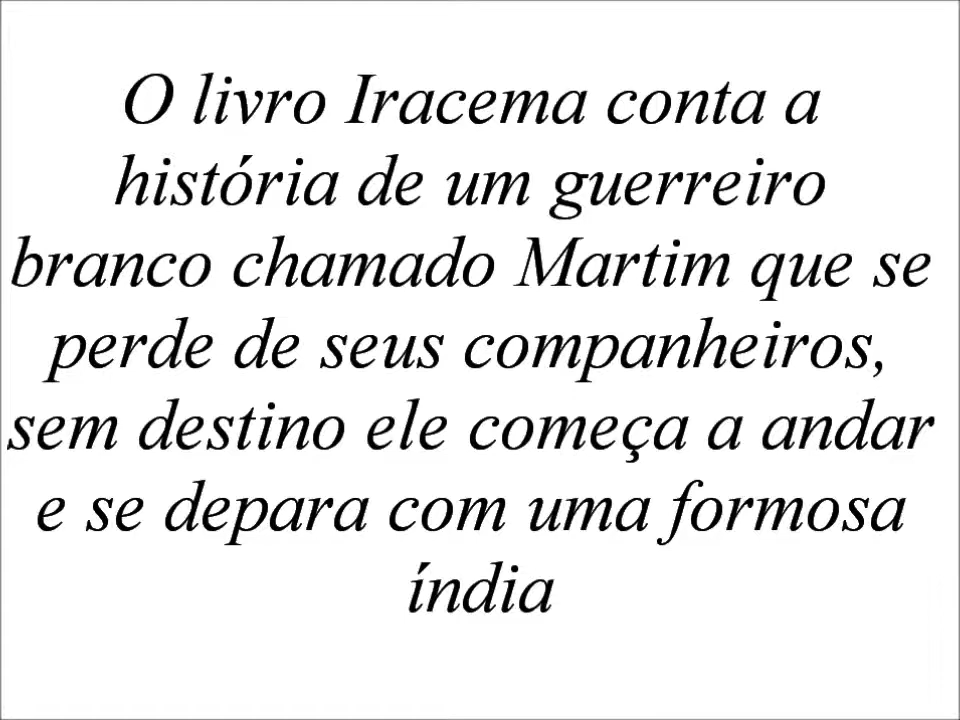 O livro Iracema conta a
história de um guerreiro
branco chamado Martim que se
perde de seus companheiros,
sem destino ele começa a andar
e se depara com uma formosa
índia